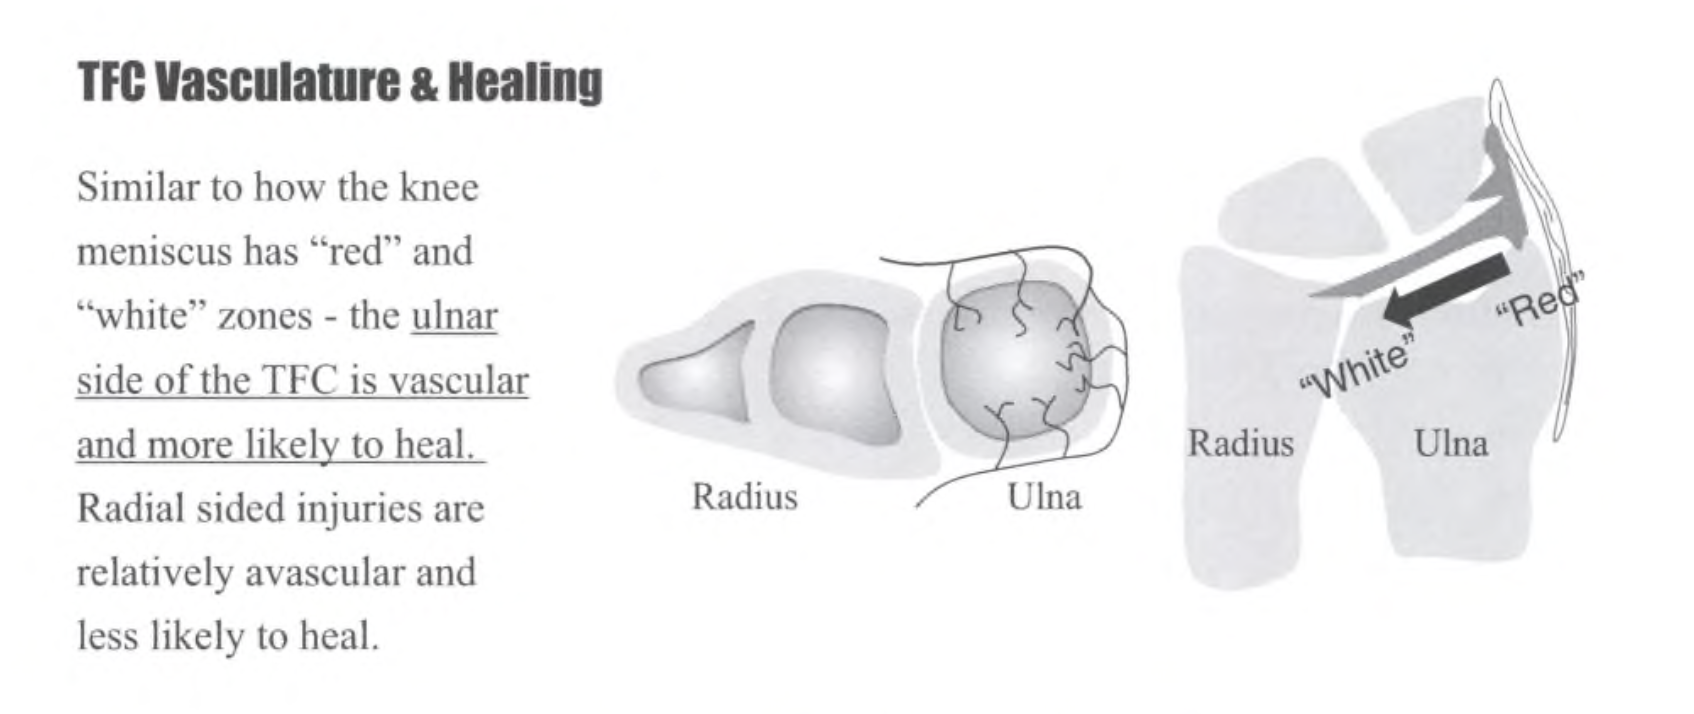 TFC Vasculature & Healing
Similar to how the knee
meniscus has “red” and
“white” zones - the ulnar
side of the TFC is vascular
and more likely to heal.
Radial sided injuries are
relatively avascular and
less likely to heal.
Radius
Ulna
“Red”
“White”
Radius
Ulna